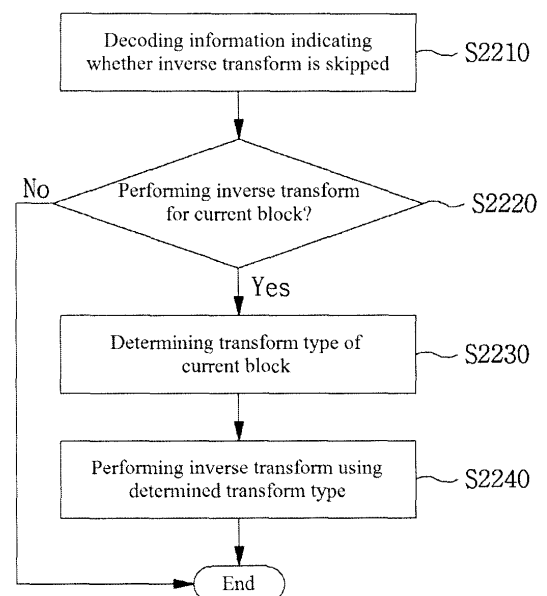 Decoding information indicating
whether inverse transform is skipped
S2210
No
Performing inverse transform
for current block?
S2220
Yes
Determining transform type of
current block
S2230
Performing inverse transform using
determined transform type
S2240
End